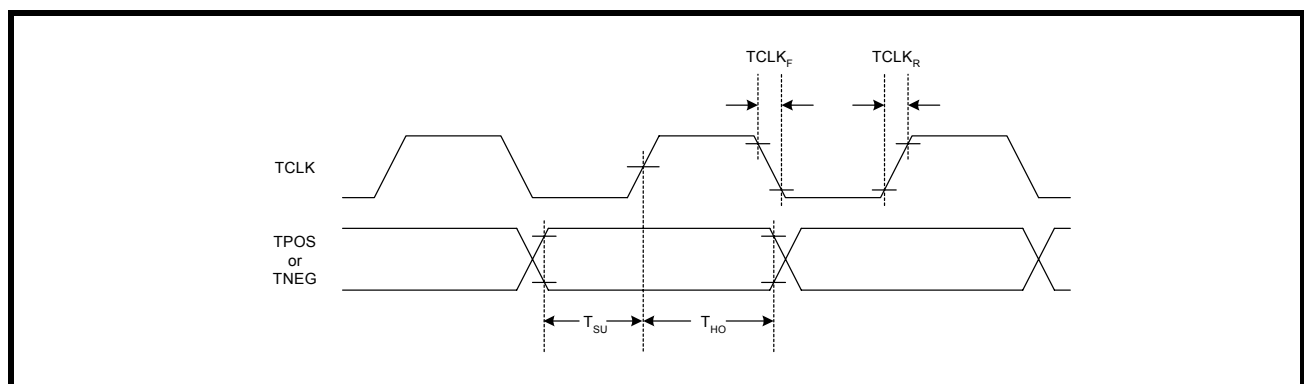 TCLKF
TCLKR
TCLK
TPOS
or
TNEG
TSU
THO